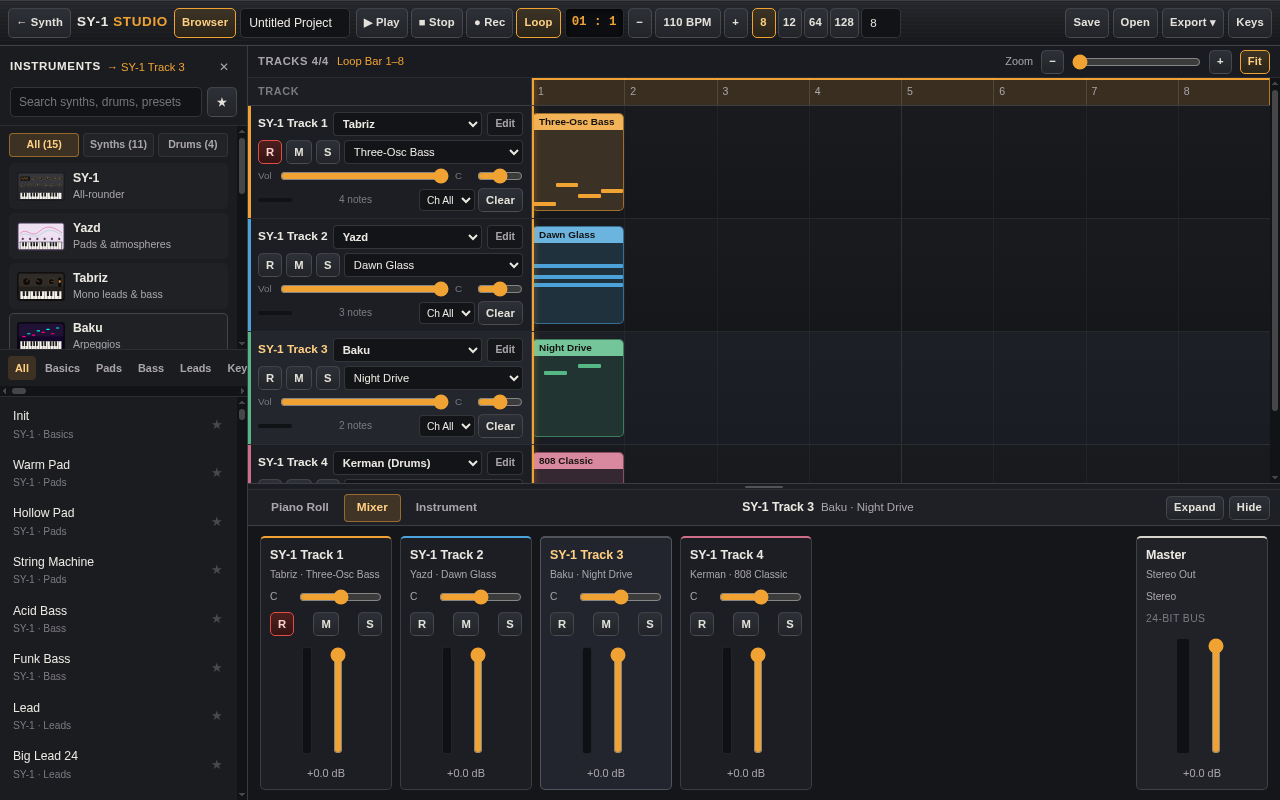 ← Synth SY-1 STUDIO Browser Untitled Project ▶ Play ■ Stop ● Rec Loop 01 : 1 − 110 BPM + 8 12 64 128 8 Save Open Export ▾ Keys
INSTRUMENTS → SY-1 Track 3 ✕
Search synths, drums, presets ★
All (15) Synths (11) Drums (4)
SY-1
All-rounder
Yazd
Pads & atmospheres
Tabriz
Mono leads & bass
Baku
Arpeggios
All Basics Pads Bass Leads Key
Init
SY-1 · Basics
★
Warm Pad
SY-1 · Pads
★
Hollow Pad
SY-1 · Pads
★
String Machine
SY-1 · Pads
★
Acid Bass
SY-1 · Bass
★
Funk Bass
SY-1 · Bass
★
Lead
SY-1 · Leads
★
Big Lead 24
SY-1 · Leads
★
TRACKS 4/4 Loop Bar 1–8 Zoom − + Fit
TRACK 1 2 3 4 5 6 7 8
SY-1 Track 1 Tabriz Edit
R M S Three-Osc Bass
Vol C
4 notes Ch All Clear
Three-Osc Bass
SY-1 Track 2 Yazd Edit
R M S Dawn Glass
Vol C
3 notes Ch All Clear
Dawn Glass
SY-1 Track 3 Baku Edit
R M S Night Drive
Vol C
2 notes Ch All Clear
Night Drive
SY-1 Track 4 Kerman (Drums) Edit
808 Classic
Piano Roll Mixer Instrument SY-1 Track 3 Baku · Night Drive Expand Hide
SY-1 Track 1
Tabriz · Three-Osc Bass
C
R M S
+0.0 dB
SY-1 Track 2
Yazd · Dawn Glass
C
R M S
+0.0 dB
SY-1 Track 3
Baku · Night Drive
C
R M S
+0.0 dB
SY-1 Track 4
Kerman · 808 Classic
C
R M S
+0.0 dB
Master
Stereo Out
Stereo
24-BIT BUS
+0.0 dB